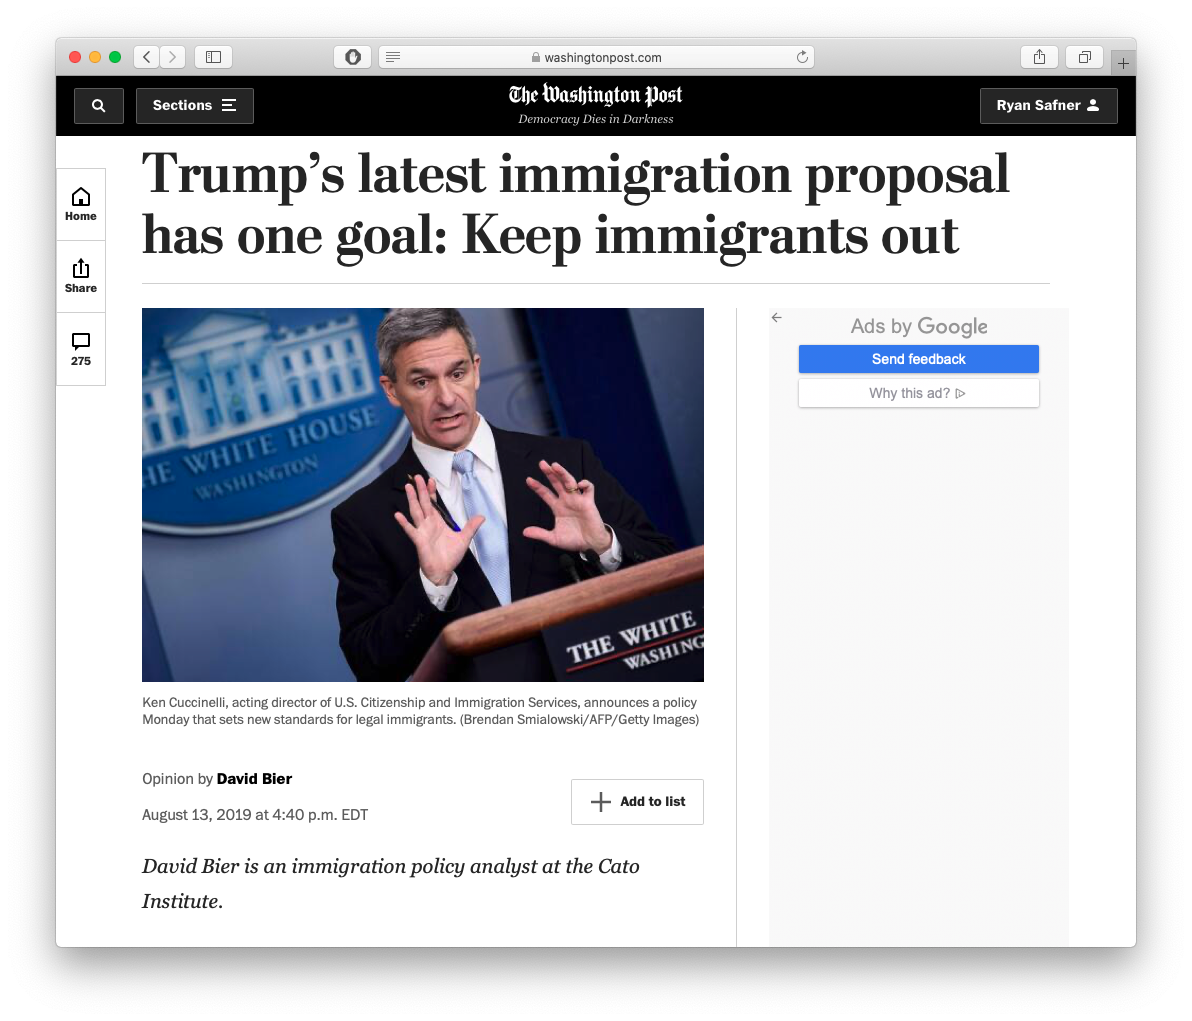 washingtonpost.com
Sections
The Washington Post
Democracy Dies in Darkness
Ryan Safner
Trump’s latest immigration proposal
has one goal: Keep immigrants out
Home
Share
275
HE WHITE HOUSE
WASHINGTON
THE WHITE
WASHING
Ads by Google
Send feedback
Why this ad?
Ken Cuccinelli, acting director of U.S. Citizenship and Immigration Services, announces a policy
Monday that sets new standards for legal immigrants. (Brendan Smialowski/AFP/Getty Images)
Opinion by David Bier
August 13, 2019 at 4:40 p.m. EDT
Add to list
David Bier is an immigration policy analyst at the Cato
Institute.